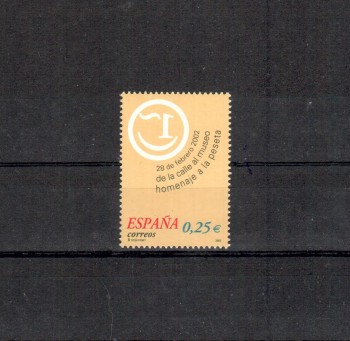 28 de febrero 2002
de la calle al museo
homenaje a la peseta
ESPAÑA 0,25 €
correos